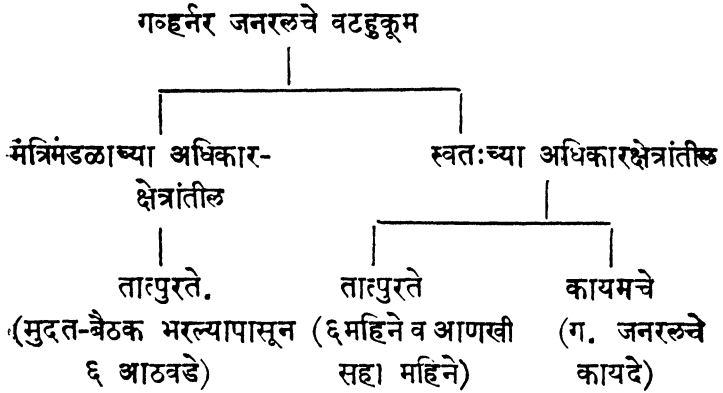 गव्हर्नर जनरलचे वटहुकूम
मंत्रिमंडळाच्या अधिकार-
क्षेत्रांतील
स्वतःच्या अधिकारक्षेत्रांतील
तात्पुरते.
(मुदत-बैठक भरल्यापासून
६ आठवडे)
तात्पुरते
(६ महिने व आणखी
सहा महिने)
कायमचे
(ग. जनरलचे
कायदे)